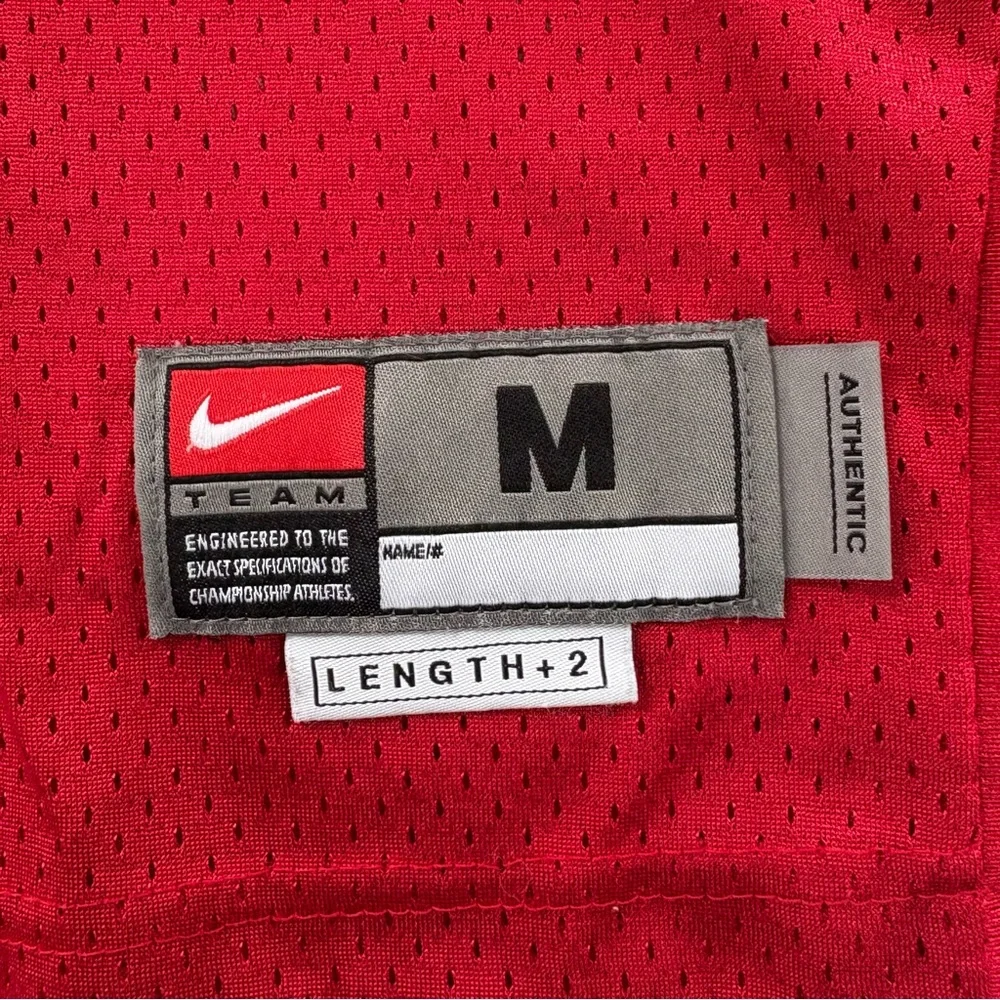 TEAM
ENGINEERED TO THE
EXACT SPECIFICATIONS OF
CHAMPIONSHIP ATHLETES.
M
NAME/#
AUTHENTIC
LENGTH+2